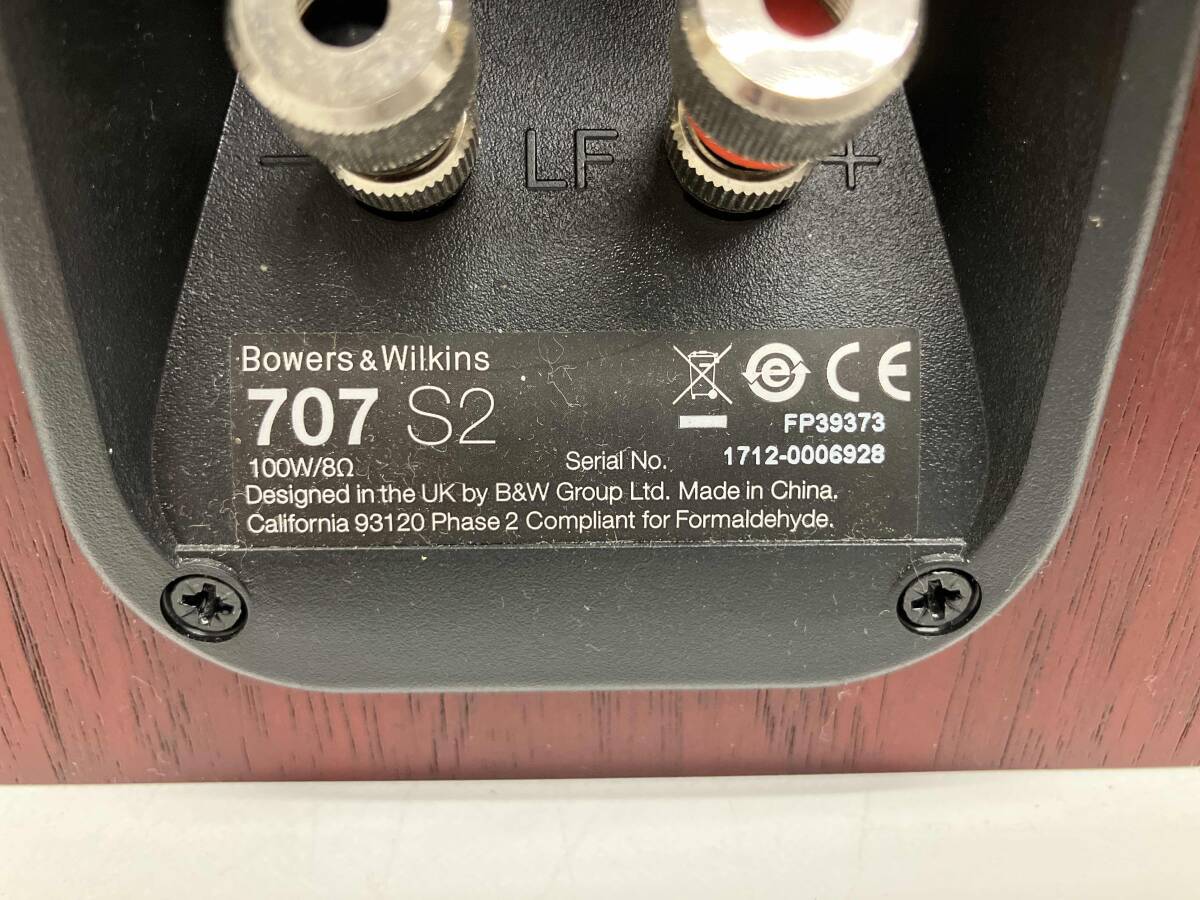 − LF +
Bowers & Wilkins
707 S2
CE
FP39373
100W/8Ω
Serial No. 1712-0006928
Designed in the UK by B&W Group Ltd. Made in China.
California 93120 Phase 2 Compliant for Formaldehyde.